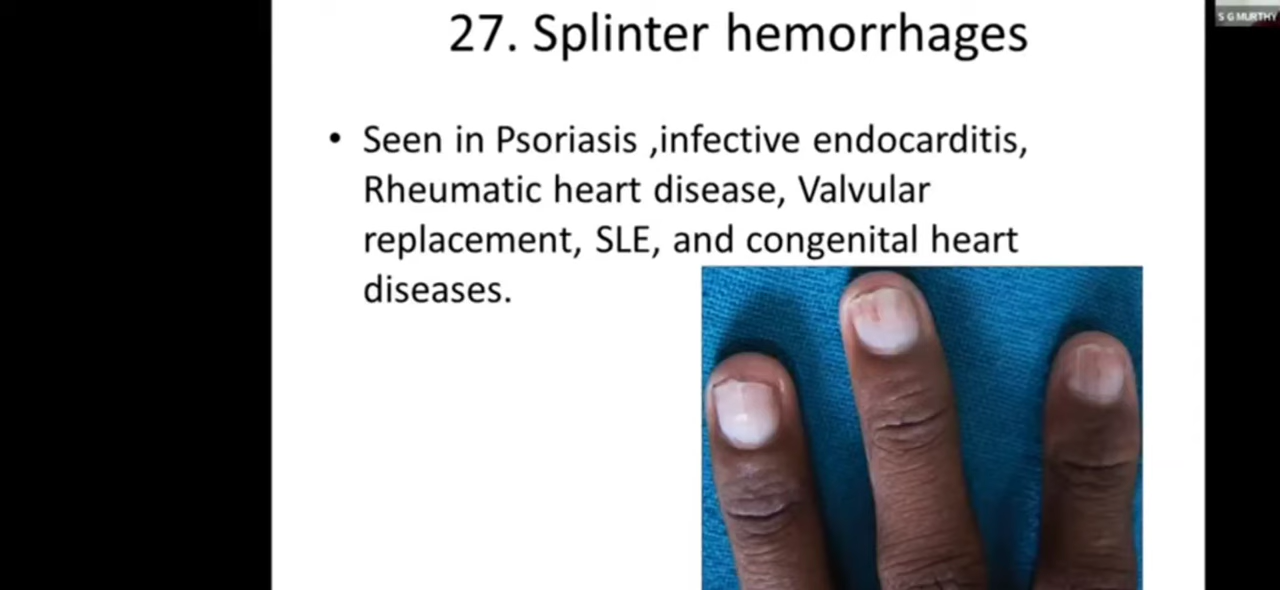 S G MURTHY
27. Splinter hemorrhages
• Seen in Psoriasis ,infective endocarditis,
Rheumatic heart disease, Valvular
replacement, SLE, and congenital heart
diseases.